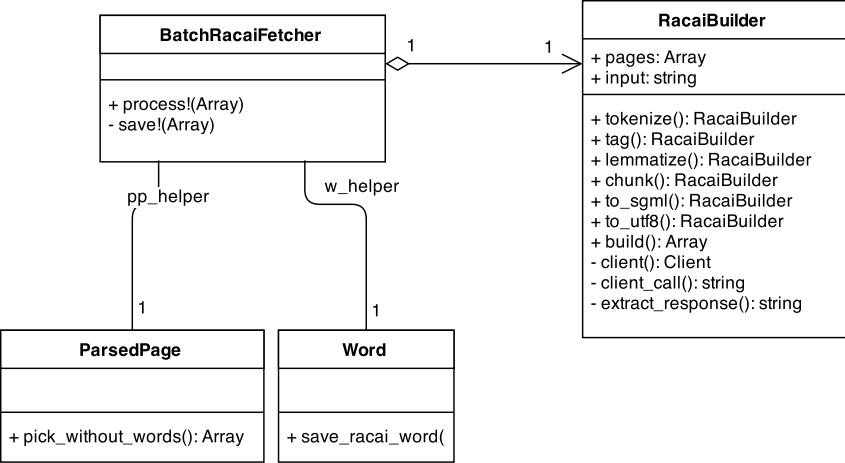 BatchRacaiFetcher
+ process!(Array)
- save!(Array)
1
1
RacaiBuilder
+ pages: Array
+ input: string
+ tokenize(): RacaiBuilder
+ tag(): RacaiBuilder
+ lemmatize(): RacaiBuilder
+ chunk(): RacaiBuilder
+ to_sgml(): RacaiBuilder
+ to_utf8(): RacaiBuilder
+ build(): Array
- client(): Client
- client_call(): string
- extract_response(): string
pp_helper
w_helper
1
1
ParsedPage
+ pick_without_words(): Array
Word
+ save_racai_word(